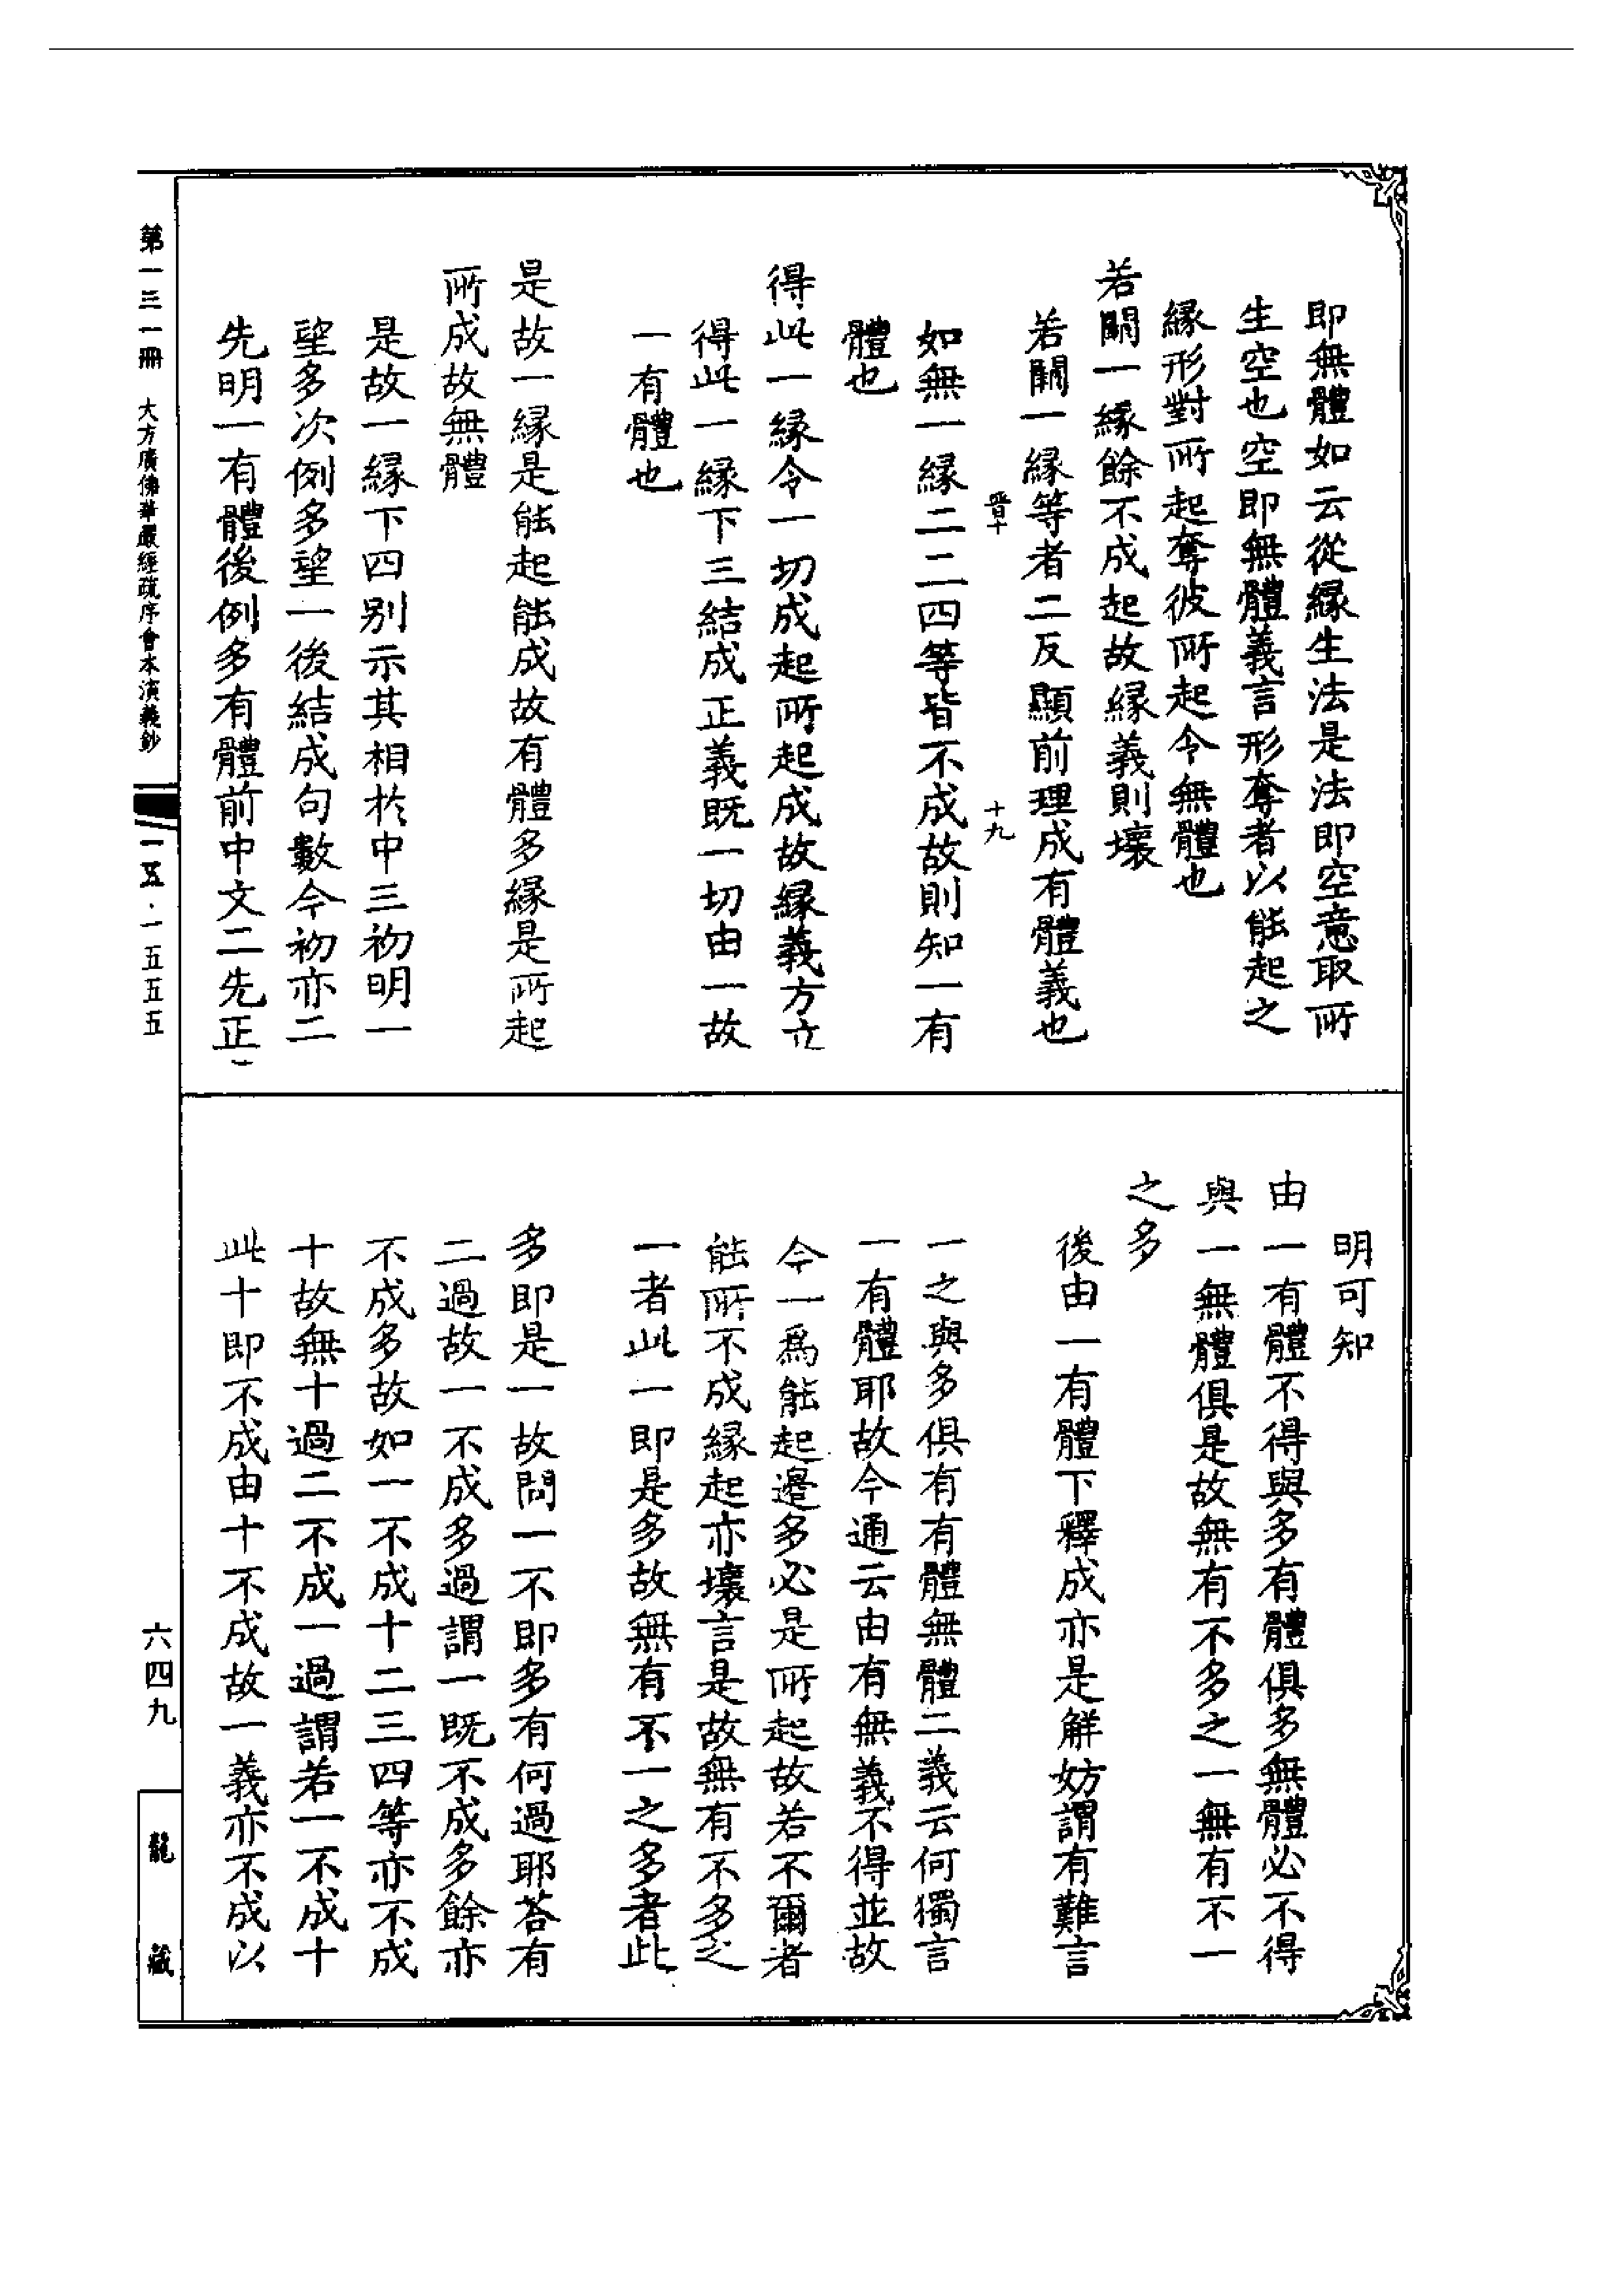 即無體如云從緣生法是法即空意取所
生空也空即無體義言形奪者以能起之
緣形對所起奪彼所起令無體也
若闕一緣餘不成起故緣義則壞
若闕一緣等者二反顯前理成有體義也
晋十 十九
如無一緣二二四等皆不成故則知一有
體也
得此一緣令一切成起所起成故緣義方立
得此一緣下三結成正義既一切由一故
一有體也
是故一緣是能起能成故有體多緣是所起
所成故無體
是故一緣下四别示其相於中三初明一
望多次例多望一後結成句數今初亦二
先明一有體後例多有體前中文二先正
第一三一冊 大方廣佛華嚴經疏序會本演義鈔
一五·一五五五
明可知
由一有體不得與多有體俱多無體必不得
與一無體俱是故無有不多之一無有不一
之多
後由一有體下釋成亦是解妨謂有難言
一之與多俱有有體無體二義云何獨言
一有體耶故今通云由有無義不得並故
今一爲能起邊多必是所起故若不爾者
能所不成緣起亦壞言是故無有不多之
一者此一即是多故無有不一之多者此
多即是一故問一不即多有何過耶荅有
二過故一不成多過謂一既不成多餘亦
不成多故如一不成十二三四等亦不成
十故無十過二不成一過謂若一不成十
此十即不成由十不成故一義亦不成以
六四九
龍藏